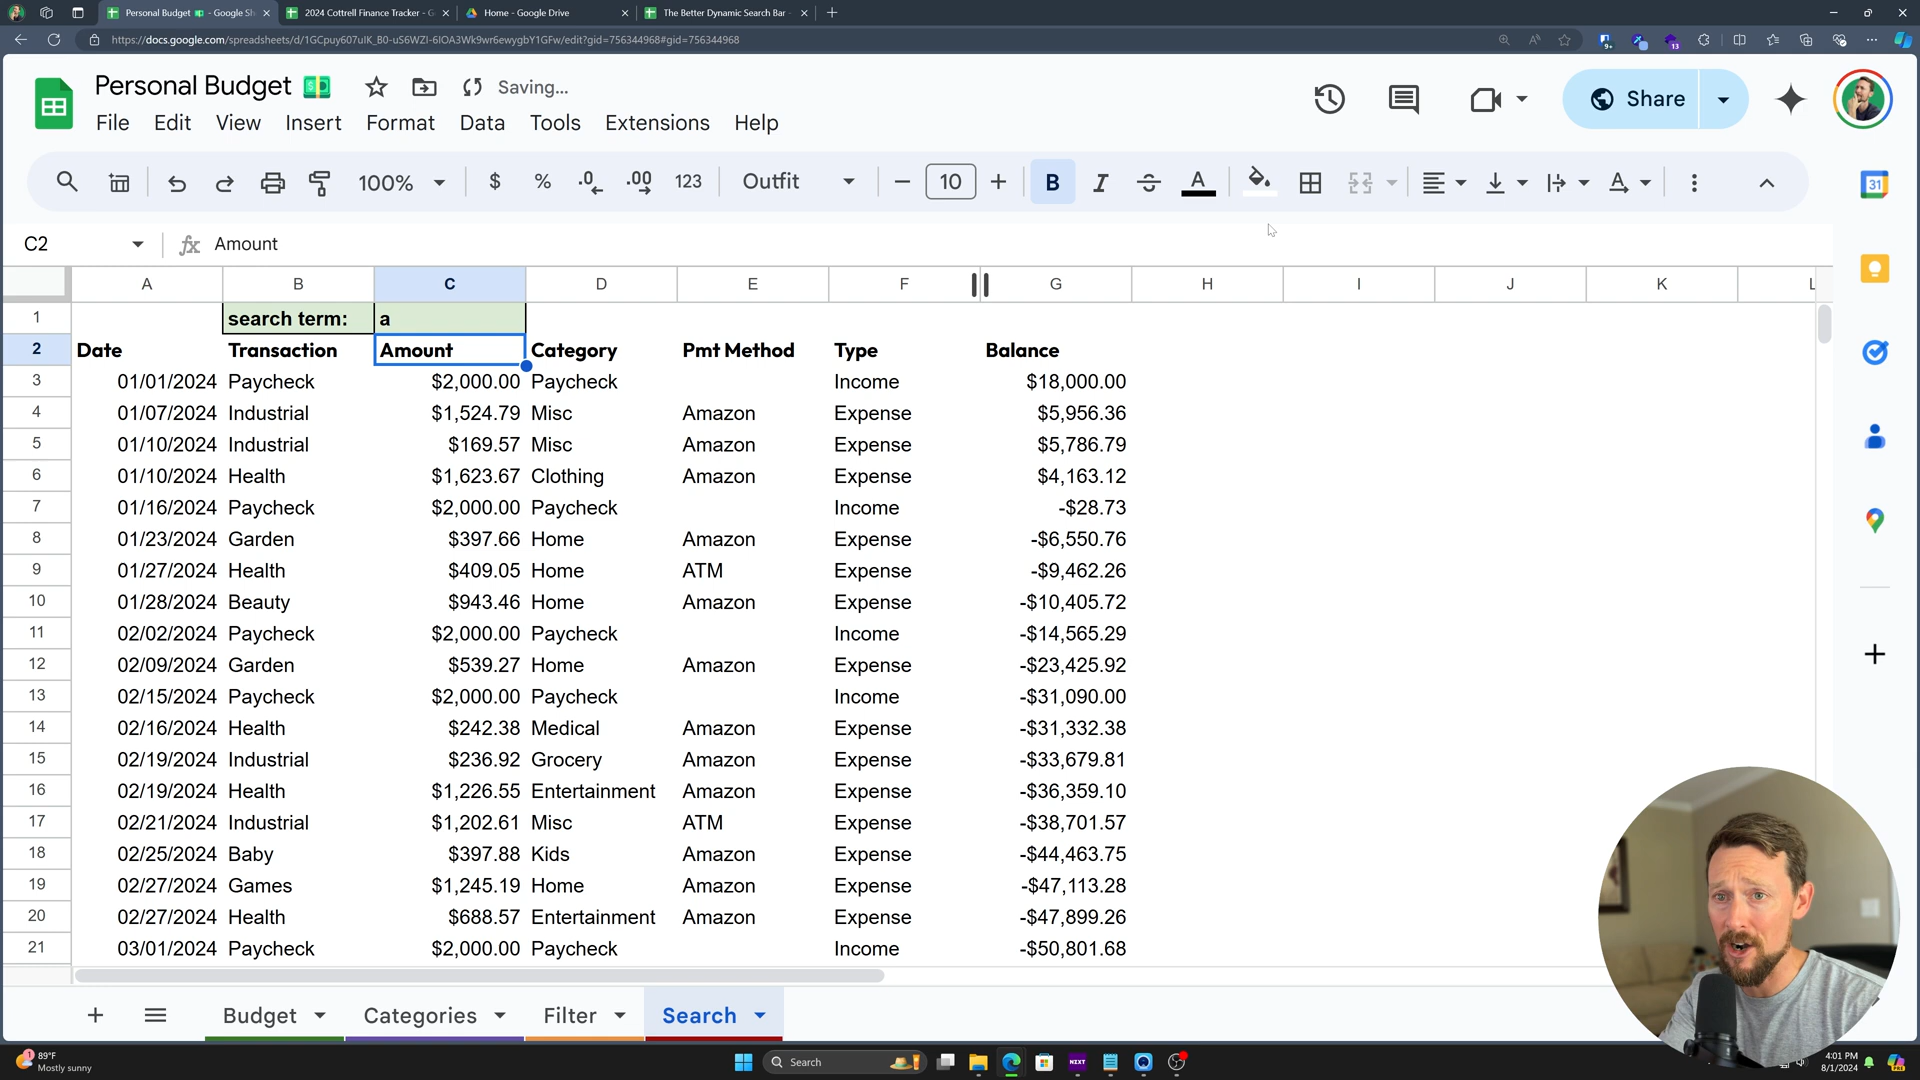 Personal Budget - Google Sh
2024 Cottrell Finance Tracker - G
Home - Google Drive
The Better Dynamic Search Bar -
https://docs.google.com/spreadsheets/d/1GCpuy607uIK_B0-uS6WZI-6IOA3Wk9wr6ewygbY1GFw/edit?gid=756344968#gid=756344968
Personal Budget
Saving...
File Edit View Insert Format Data Tools Extensions Help
Share
100% $ % .0 .00 123 Outfit 10 B I A
C2 fx Amount
A B C D E F G H I J K L
1 search term: a
2 Date Transaction Amount Category Pmt Method Type Balance
3 01/01/2024 Paycheck $2,000.00 Paycheck Income $18,000.00
4 01/07/2024 Industrial $1,524.79 Misc Amazon Expense $5,956.36
5 01/10/2024 Industrial $169.57 Misc Amazon Expense $5,786.79
6 01/10/2024 Health $1,623.67 Clothing Amazon Expense $4,163.12
7 01/16/2024 Paycheck $2,000.00 Paycheck Income -$28.73
8 01/23/2024 Garden $397.66 Home Amazon Expense -$6,550.76
9 01/27/2024 Health $409.05 Home ATM Expense -$9,462.26
10 01/28/2024 Beauty $943.46 Home Amazon Expense -$10,405.72
11 02/02/2024 Paycheck $2,000.00 Paycheck Income -$14,565.29
12 02/09/2024 Garden $539.27 Home Amazon Expense -$23,425.92
13 02/15/2024 Paycheck $2,000.00 Paycheck Income -$31,090.00
14 02/16/2024 Health $242.38 Medical Amazon Expense -$31,332.38
15 02/19/2024 Industrial $236.92 Grocery Amazon Expense -$33,679.81
16 02/19/2024 Health $1,226.55 Entertainment Amazon Expense -$36,359.10
17 02/21/2024 Industrial $1,202.61 Misc ATM Expense -$38,701.57
18 02/25/2024 Baby $397.88 Kids Amazon Expense -$44,463.75
19 02/27/2024 Games $1,245.19 Home Amazon Expense -$47,113.28
20 02/27/2024 Health $688.57 Entertainment Amazon Expense -$47,899.26
21 03/01/2024 Paycheck $2,000.00 Paycheck Income -$50,801.68
Budget Categories Filter Search
89°F
Mostly sunny
Search
4:01 PM
8/1/2024